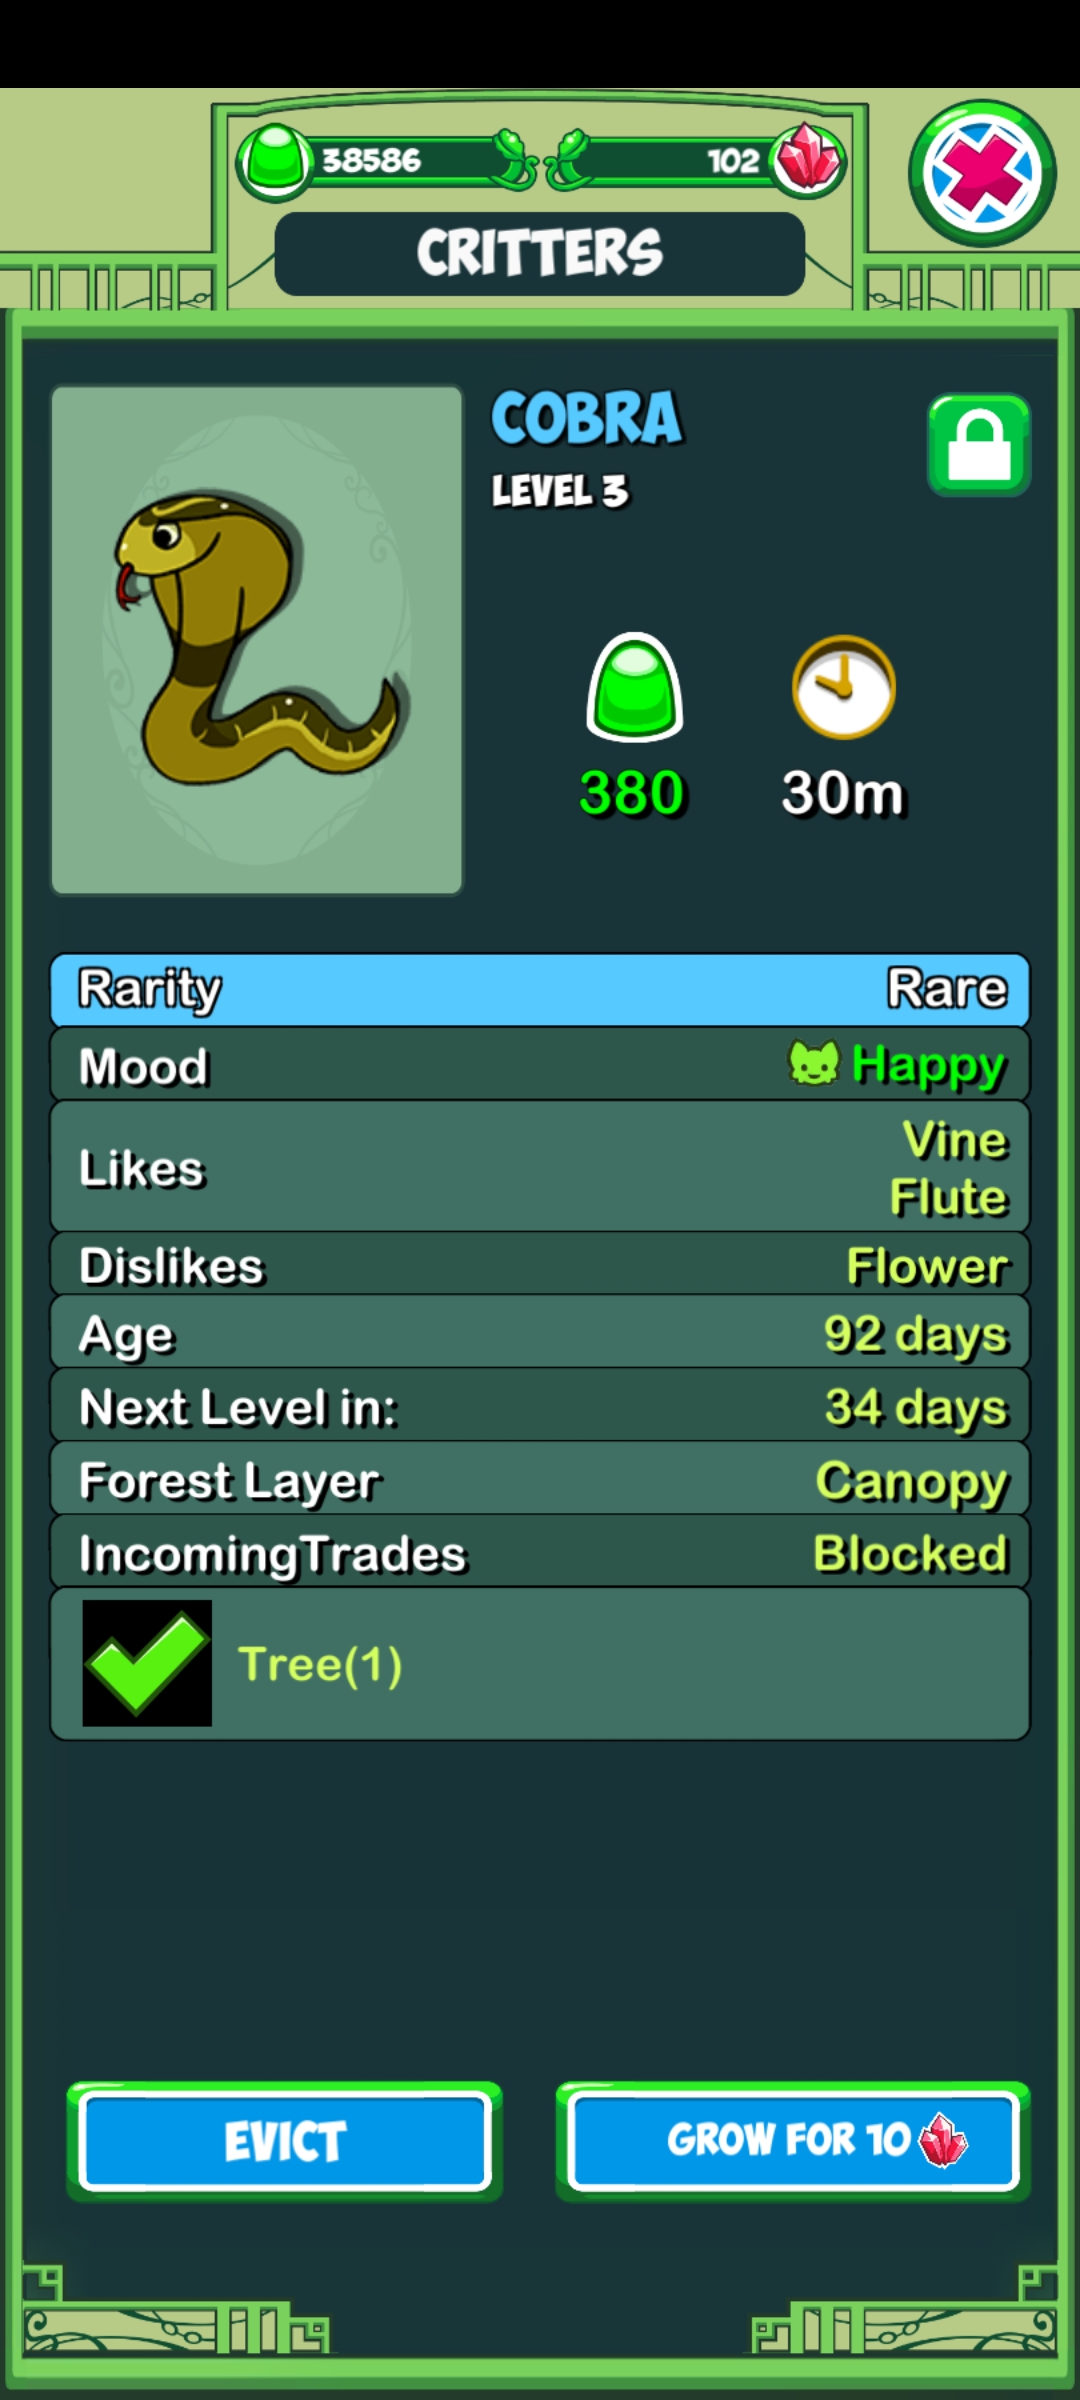 38586
102
CRITTERS
COBRA
LEVEL 3
380
30m
Rarity Rare
Mood Happy
Likes Vine
Flute
Dislikes Flower
Age 92 days
Next Level in: 34 days
Forest Layer Canopy
IncomingTrades Blocked
Tree(1)
EVICT
GROW FOR 10